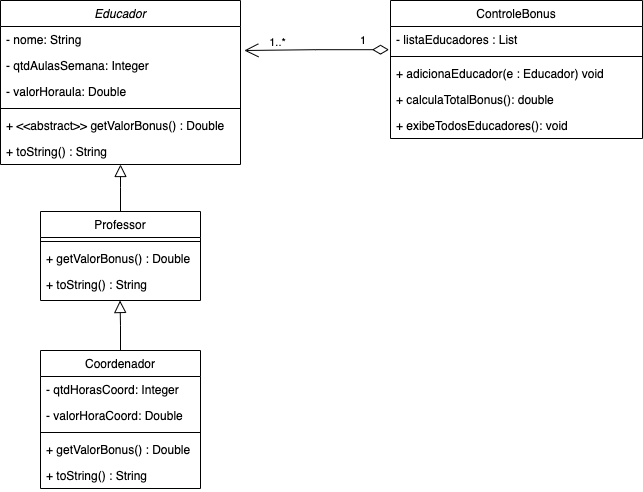 Educador
- nome: String
- qtdAulasSemana: Integer
- valorHoraula: Double
+ <<abstract>> getValorBonus() : Double
+ toString() : String
1..*
1
ControleBonus
- listaEducadores : List
+ adicionaEducador(e : Educador) void
+ calculaTotalBonus(): double
+ exibeTodosEducadores(): void
Professor
+ getValorBonus() : Double
+ toString() : String
Coordenador
- qtdHorasCoord: Integer
- valorHoraCoord: Double
+ getValorBonus() : Double
+ toString() : String